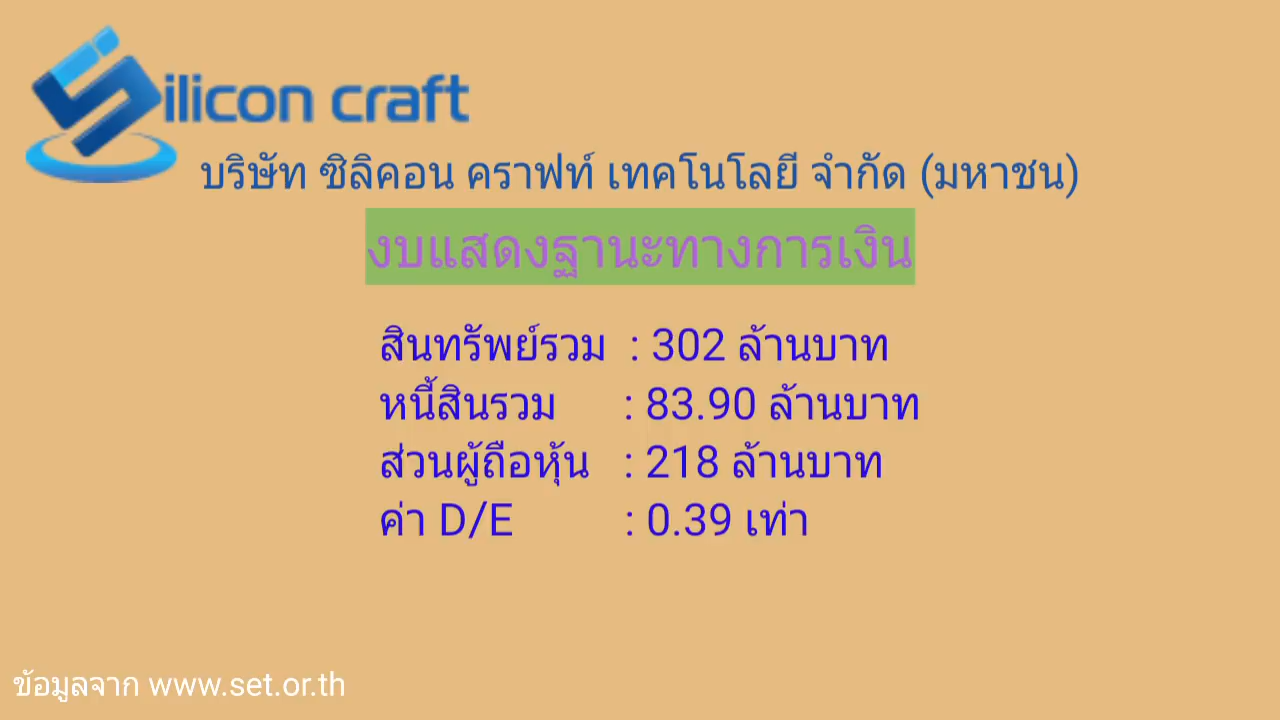 Silicon craft
บริษัท ซิลิคอน คราฟท์ เทคโนโลยี จำกัด (มหาชน)
งบแสดงฐานะทางการเงิน
สินทรัพย์รวม : 302 ล้านบาท
หนี้สินรวม : 83.90 ล้านบาท
ส่วนผู้ถือหุ้น : 218 ล้านบาท
ค่า D/E : 0.39 เท่า
ข้อมูลจาก www.set.or.th